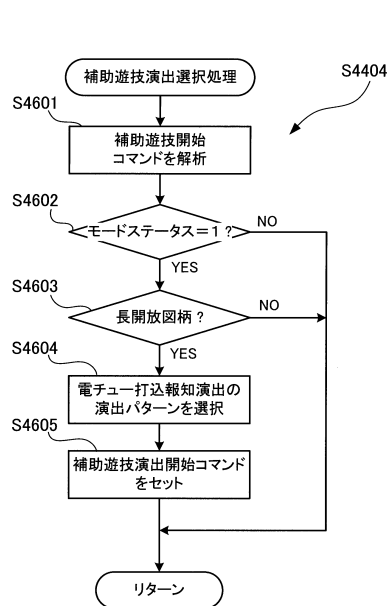 補助遊技演出選択処理
S4404
S4601
補助遊技開始
コマンドを解析
S4602
モードステータス＝1？
NO
YES
S4603
長開放図柄？
NO
YES
S4604
電チュー打込報知演出の
演出パターンを選択
S4605
補助遊技演出開始コマンド
をセット
リターン